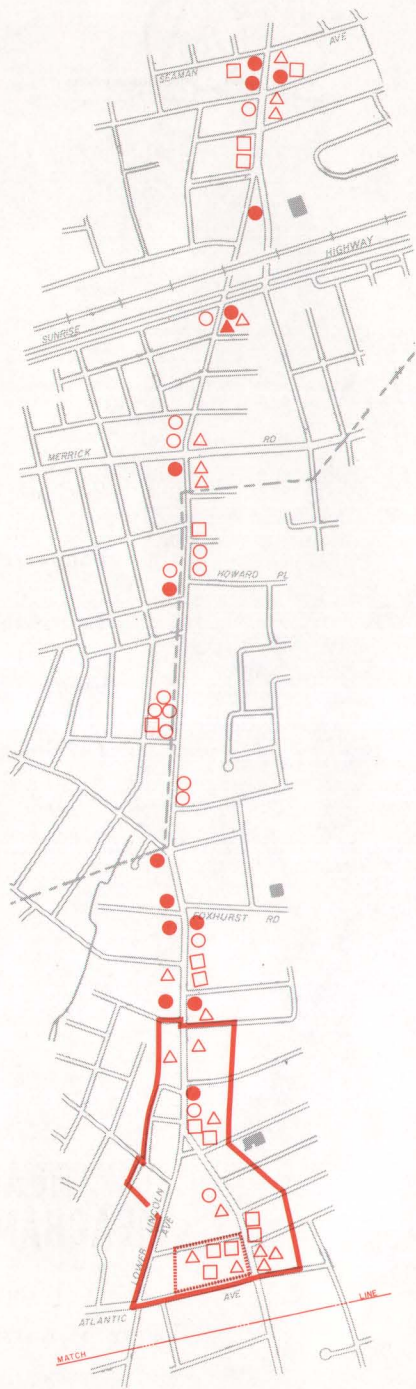 SEAMAN AVE
SUNRISE HIGHWAY
MERRICK RD
HOWARD PL
FOXHURST RD
LOWER LINCOLN AVE
ATLANTIC AVE
MATCH LINE